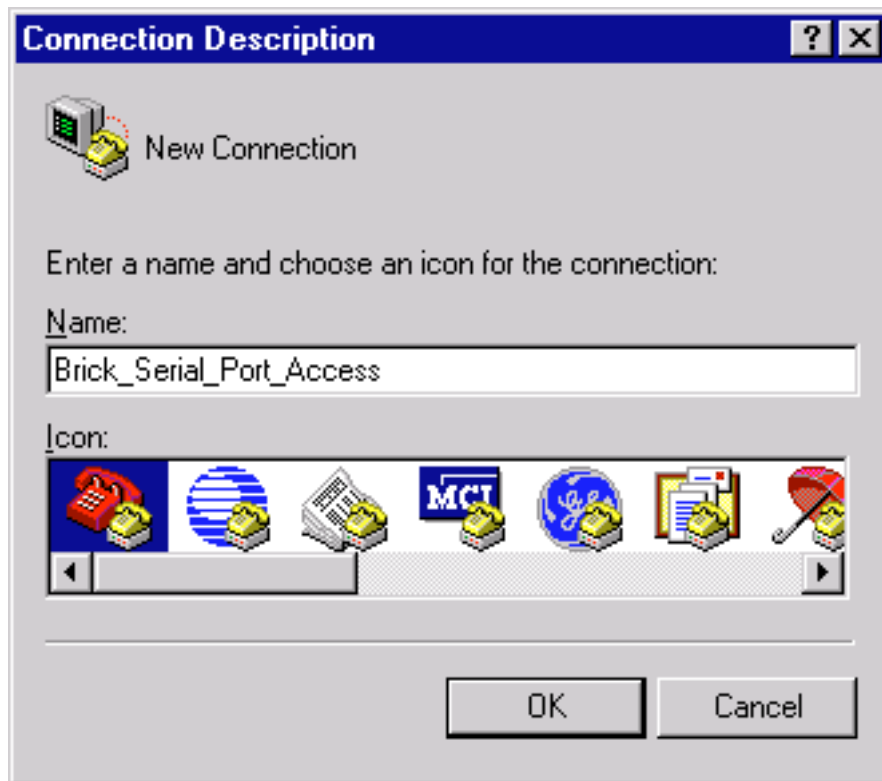 Connection Description
?
New Connection
Enter a name and choose an icon for the connection:
Name:
Brick_Serial_Port_Access
Icon:
MCI
OK
Cancel